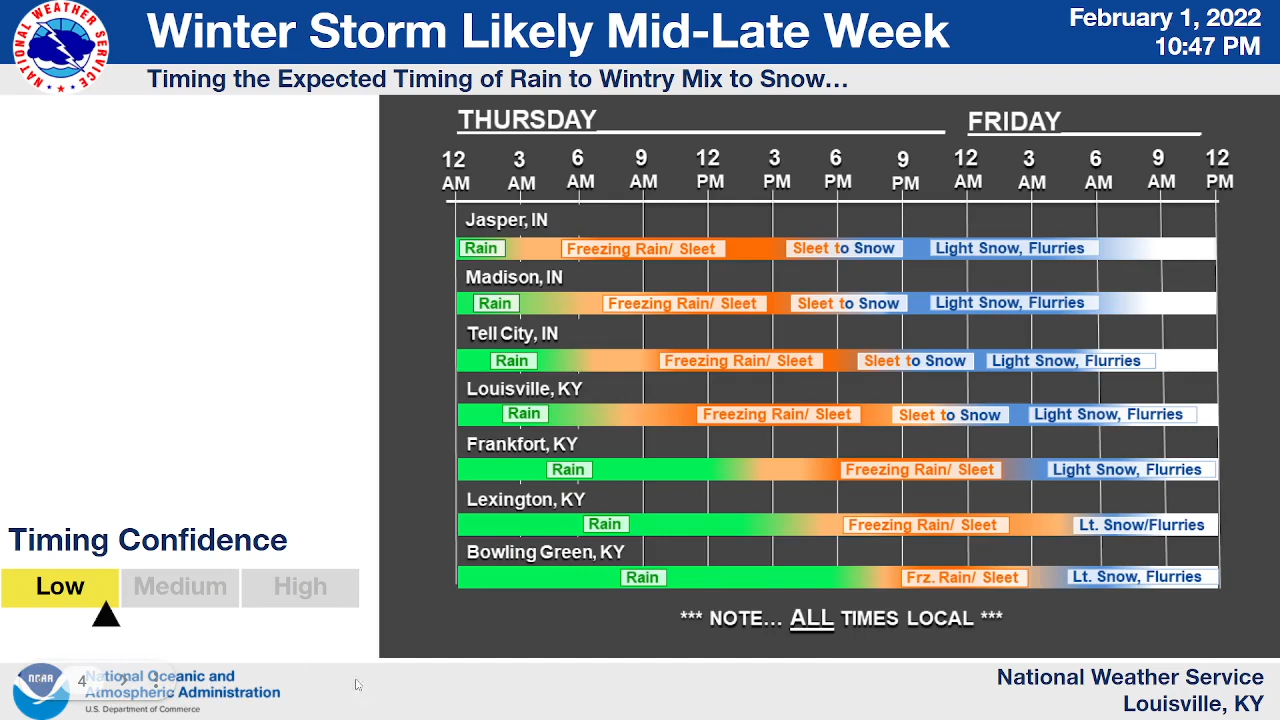 NATIONAL WEATHER SERVICE
Winter Storm Likely Mid-Late Week
February 1, 2022
10:47 PM
Timing the Expected Timing of Rain to Wintry Mix to Snow…
THURSDAY FRIDAY
12 3 6 9 12 3 6 9 12 3 6 9 12
AM AM AM AM PM PM PM PM AM AM AM AM PM
Jasper, IN
Rain Freezing Rain/ Sleet Sleet to Snow Light Snow, Flurries
Madison, IN
Rain Freezing Rain/ Sleet Sleet to Snow Light Snow, Flurries
Tell City, IN
Rain Freezing Rain/ Sleet Sleet to Snow Light Snow, Flurries
Louisville, KY
Rain Freezing Rain/ Sleet Sleet to Snow Light Snow, Flurries
Frankfort, KY
Rain Freezing Rain/ Sleet Light Snow, Flurries
Lexington, KY
Rain Freezing Rain/ Sleet Lt. Snow/Flurries
Bowling Green, KY
Rain Frz. Rain/ Sleet Lt. Snow, Flurries
*** NOTE… ALL TIMES LOCAL ***
Timing Confidence
Low Medium High
NOAA
4
National Oceanic and
Atmospheric Administration
U.S. Department of Commerce
National Weather Service
Louisville, KY